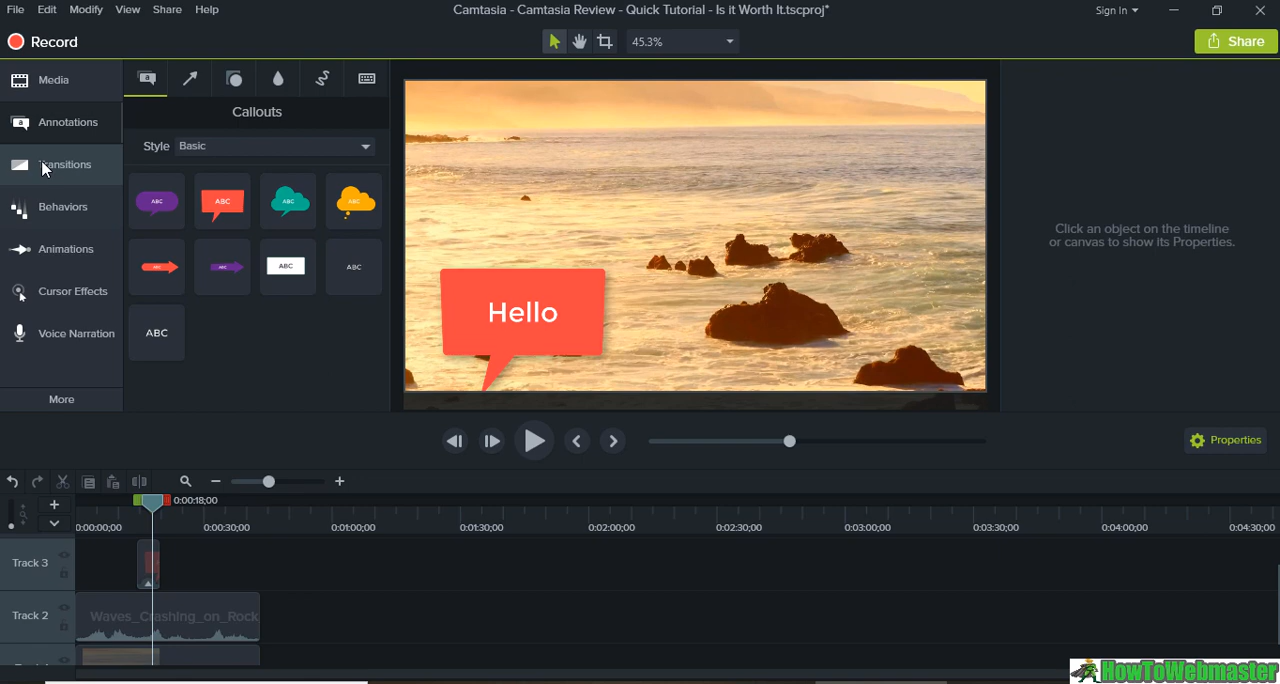 File Edit Modify View Share Help
Camtasia - Camtasia Review - Quick Tutorial - Is it Worth It.tscproj*
Sign In
Record
45.3%
Share
Media
Annotations
Transitions
Behaviors
Animations
Cursor Effects
Voice Narration
More
a
Callouts
Style Basic
ABC ABC ABC ABC
ABC ABC ABC ABC
ABC
Hello
Click an object on the timeline
or canvas to show its Properties.
Properties
0:00:18;00
0:00:00;00 0:00:30;00 0:01:00;00 0:01:30;00 0:02:00;00 0:02:30;00 0:03:00;00 0:03:30;00 0:04:00;00 0:04:30;00
Track 3
Track 2
Waves_Crashing_on_Rock
HowToWebmaster